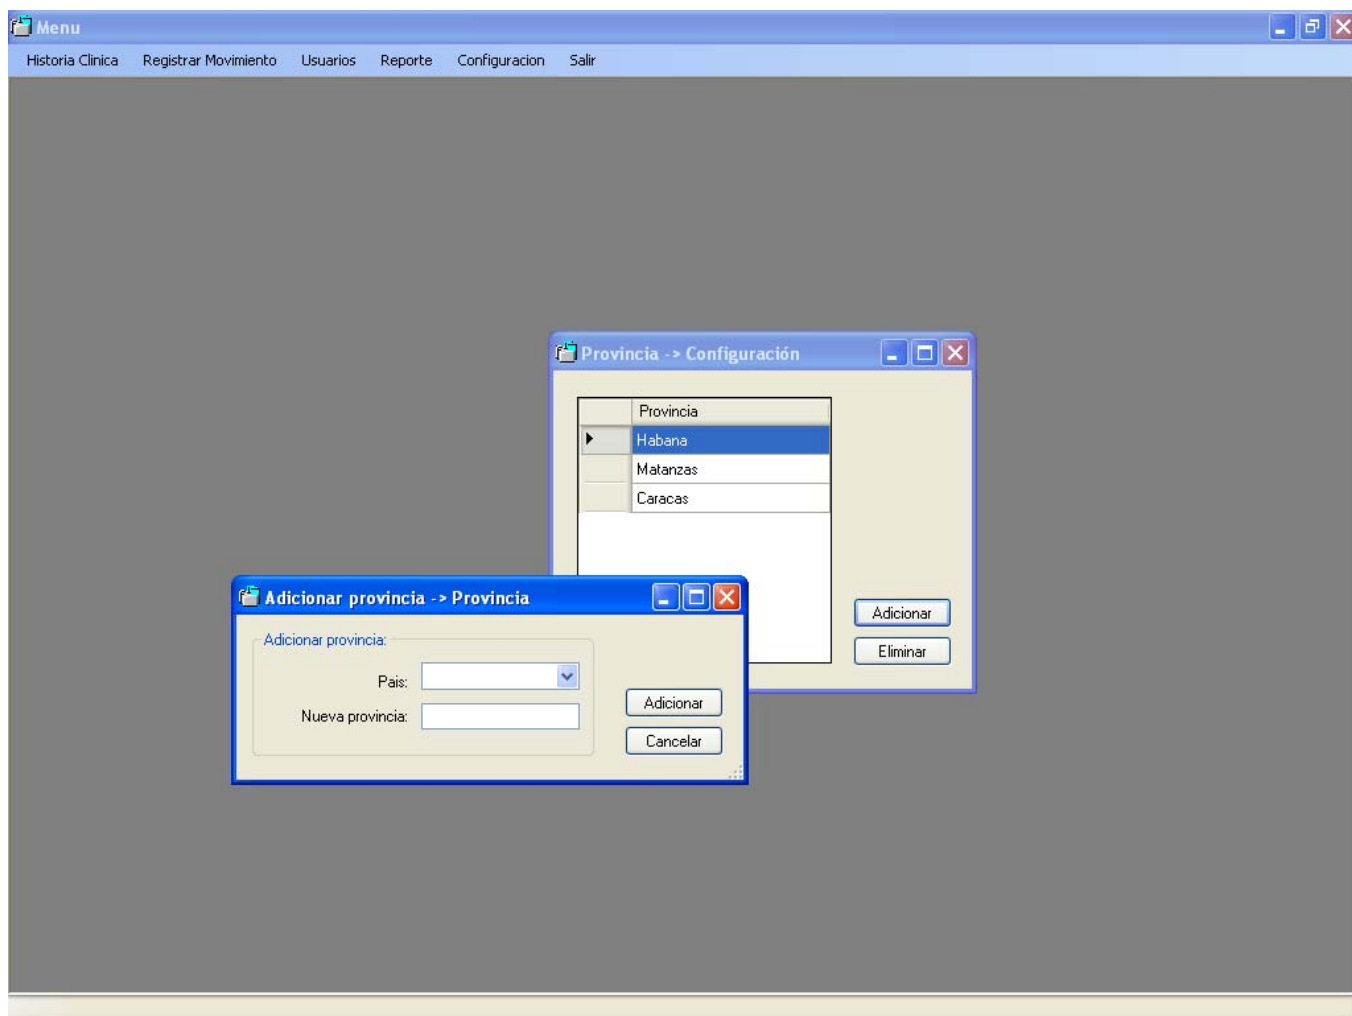 Menu
Historia Clinica Registrar Movimiento Usuarios Reporte Configuracion Salir
Provincia -> Configuración
Provincia
Habana
Matanzas
Caracas
Adicionar
Eliminar
Adicionar provincia -> Provincia
Adicionar provincia:
Pais:
Nueva provincia:
Adicionar
Cancelar